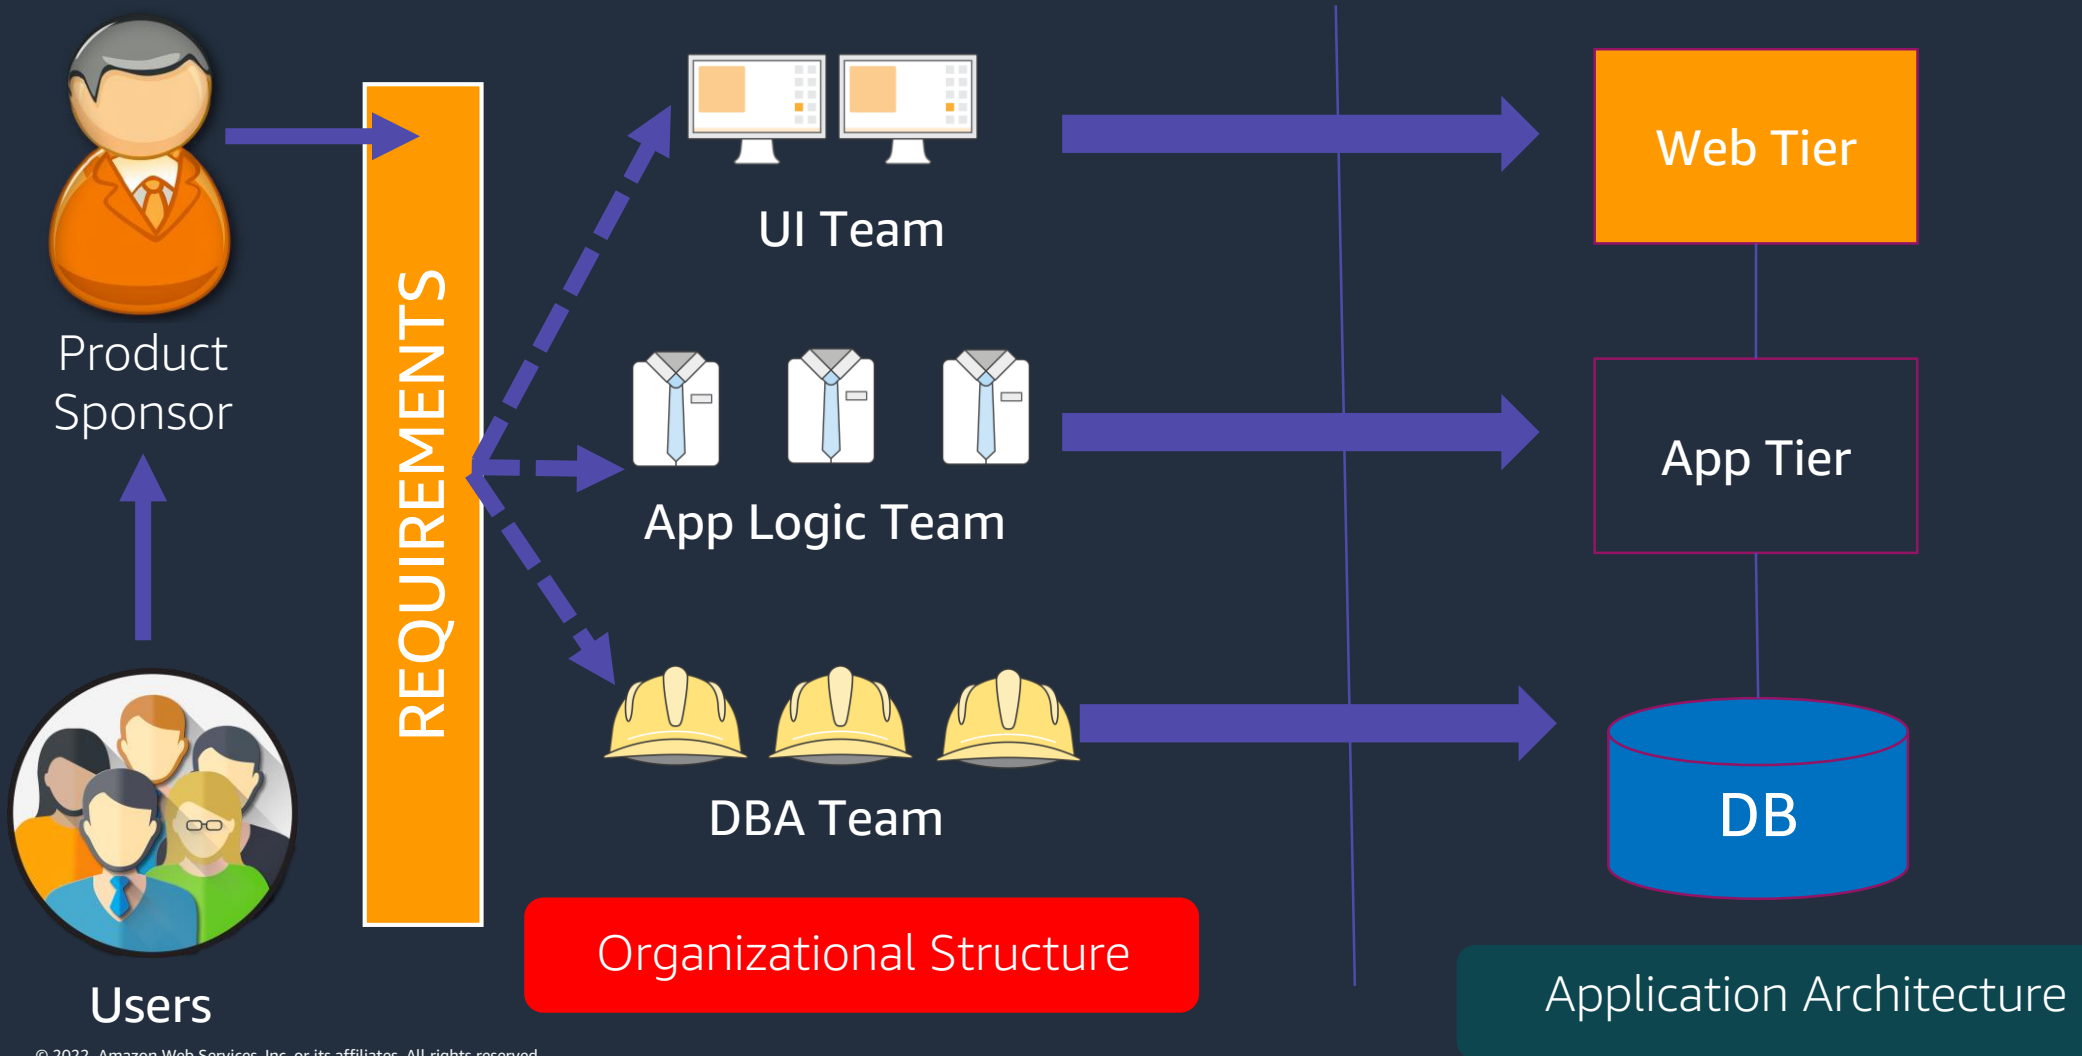 Product
Sponsor
Users
REQUIREMENTS
UI Team
App Logic Team
DBA Team
Organizational Structure
Web Tier
App Tier
DB
Application Architecture
© 2022, Amazon Web Services, Inc. or its affiliates. All rights reserved.